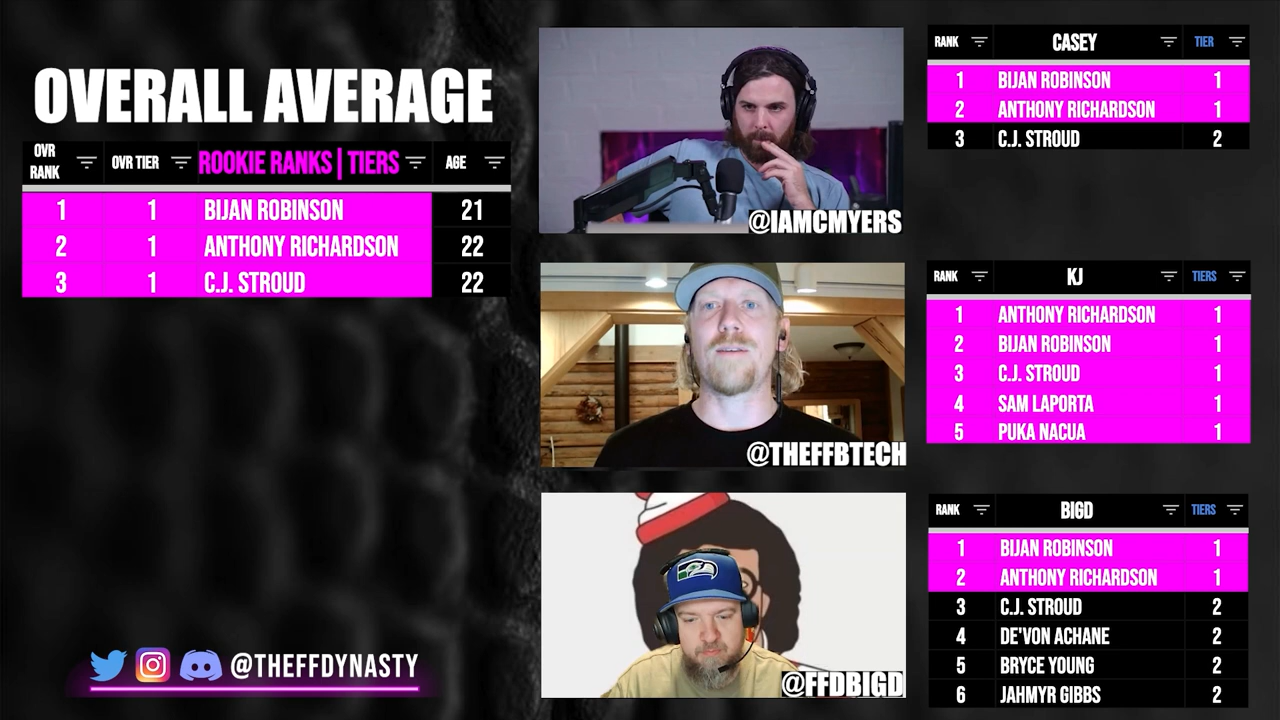 OVERALL AVERAGE
OVR RANK OVR TIER ROOKIE RANKS | TIERS AGE
1 1 BIJAN ROBINSON 21
2 1 ANTHONY RICHARDSON 22
3 1 C.J. STROUD 22
@THEFFDYNASTY
@IAMCMYERS
@THEFFBTECH
@FFDBIGD
RANK CASEY TIER
1 BIJAN ROBINSON 1
2 ANTHONY RICHARDSON 1
3 C.J. STROUD 2
RANK KJ TIERS
1 ANTHONY RICHARDSON 1
2 BIJAN ROBINSON 1
3 C.J. STROUD 1
4 SAM LAPORTA 1
5 PUKA NACUA 1
RANK BIGD TIERS
1 BIJAN ROBINSON 1
2 ANTHONY RICHARDSON 1
3 C.J. STROUD 2
4 DE'VON ACHANE 2
5 BRYCE YOUNG 2
6 JAHMYR GIBBS 2